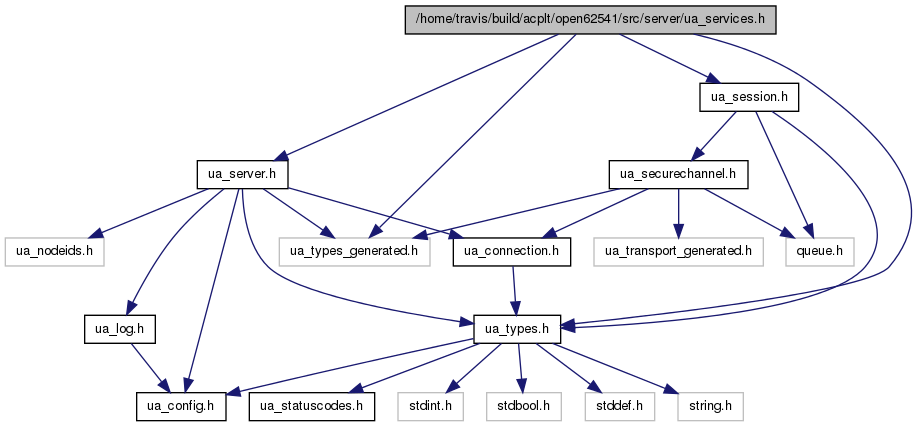 /home/travis/build/acplt/open62541/src/server/ua_services.h
ua_session.h
ua_server.h
ua_securechannel.h
ua_nodeids.h
ua_types_generated.h
ua_connection.h
ua_transport_generated.h
queue.h
ua_log.h
ua_types.h
ua_config.h
ua_statuscodes.h
stdint.h
stdbool.h
stddef.h
string.h